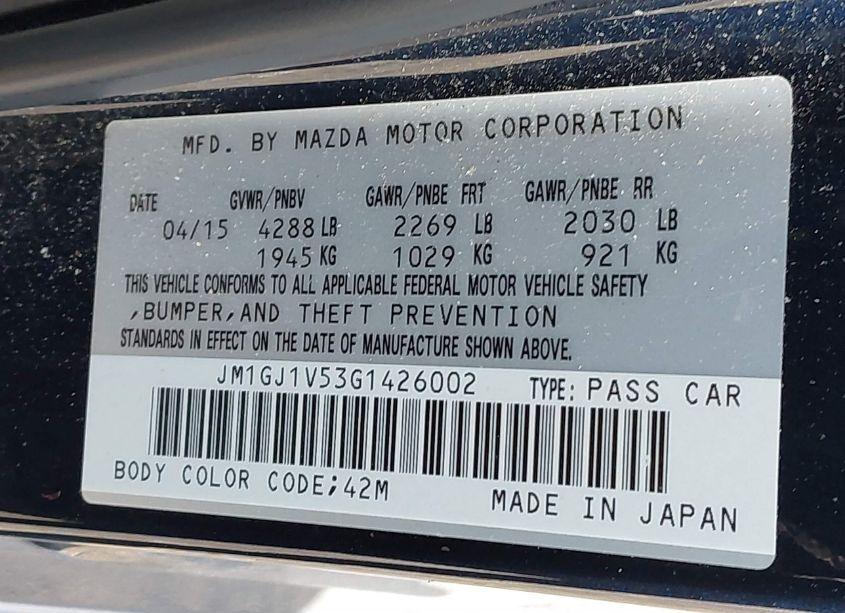 MFD. BY MAZDA MOTOR CORPORATION
DATE GVWR/PNBV GAWR/PNBE FRT GAWR/PNBE RR
04/15 4288 LB 2269 LB 2030 LB
1945 KG 1029 KG 921 KG
THIS VEHICLE CONFORMS TO ALL APPLICABLE FEDERAL MOTOR VEHICLE SAFETY
,BUMPER,AND THEFT PREVENTION
STANDARDS IN EFFECT ON THE DATE OF MANUFACTURE SHOWN ABOVE.
JM1GJ1V53G1426002 TYPE: PASS CAR
BODY COLOR CODE;42M
MADE IN JAPAN